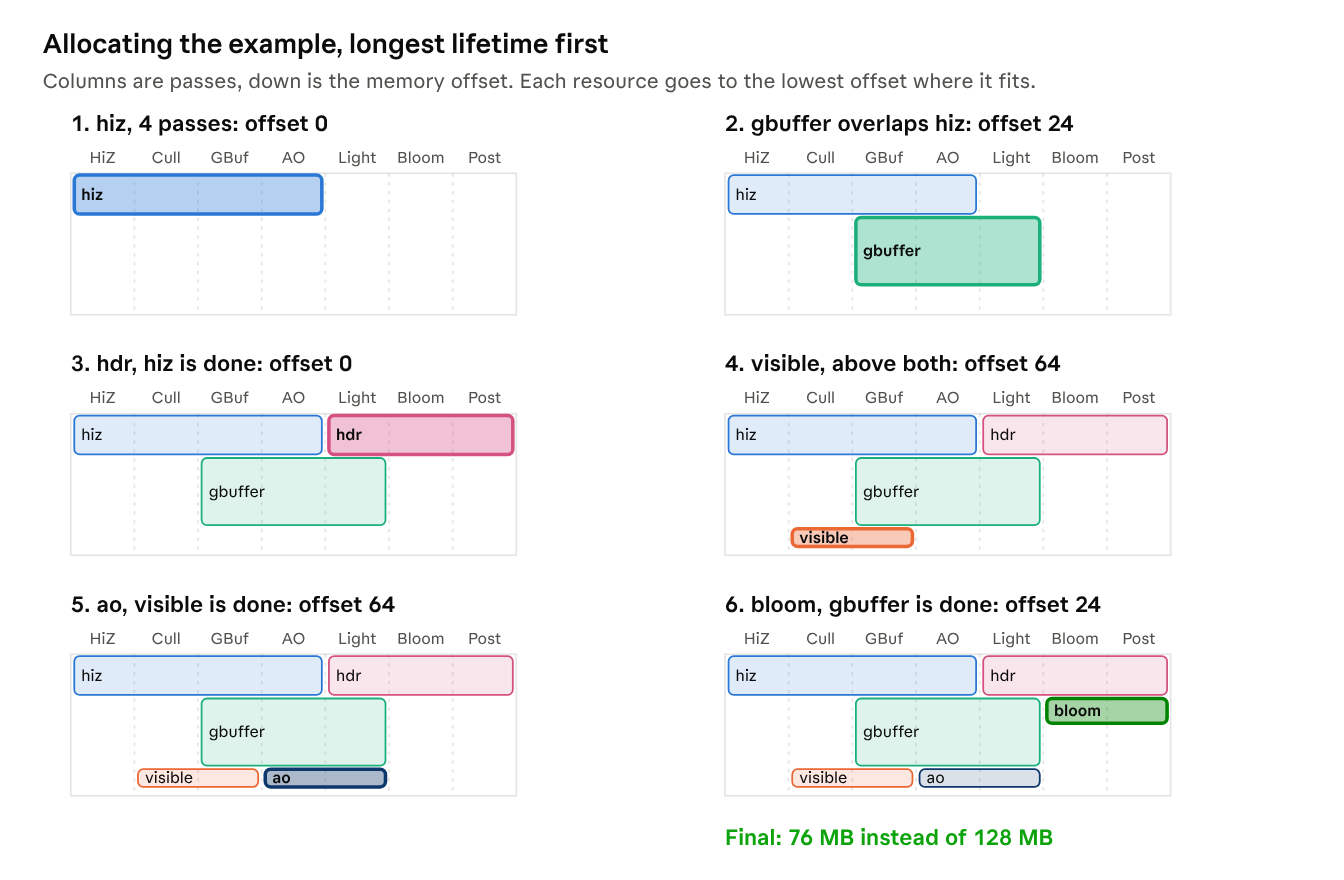 Allocating the example, longest lifetime first
Columns are passes, down is the memory offset. Each resource goes to the lowest offset where it fits.
1. hiz, 4 passes: offset 0
HiZ Cull GBuf AO Light Bloom Post
hiz
2. gbuffer overlaps hiz: offset 24
HiZ Cull GBuf AO Light Bloom Post
hiz
gbuffer
3. hdr, hiz is done: offset 0
HiZ Cull GBuf AO Light Bloom Post
hiz hdr
gbuffer
4. visible, above both: offset 64
HiZ Cull GBuf AO Light Bloom Post
hiz hdr
gbuffer
visible
5. ao, visible is done: offset 64
HiZ Cull GBuf AO Light Bloom Post
hiz hdr
gbuffer
visible ao
6. bloom, gbuffer is done: offset 24
HiZ Cull GBuf AO Light Bloom Post
hiz hdr
bloom
gbuffer
visible ao
Final: 76 MB instead of 128 MB